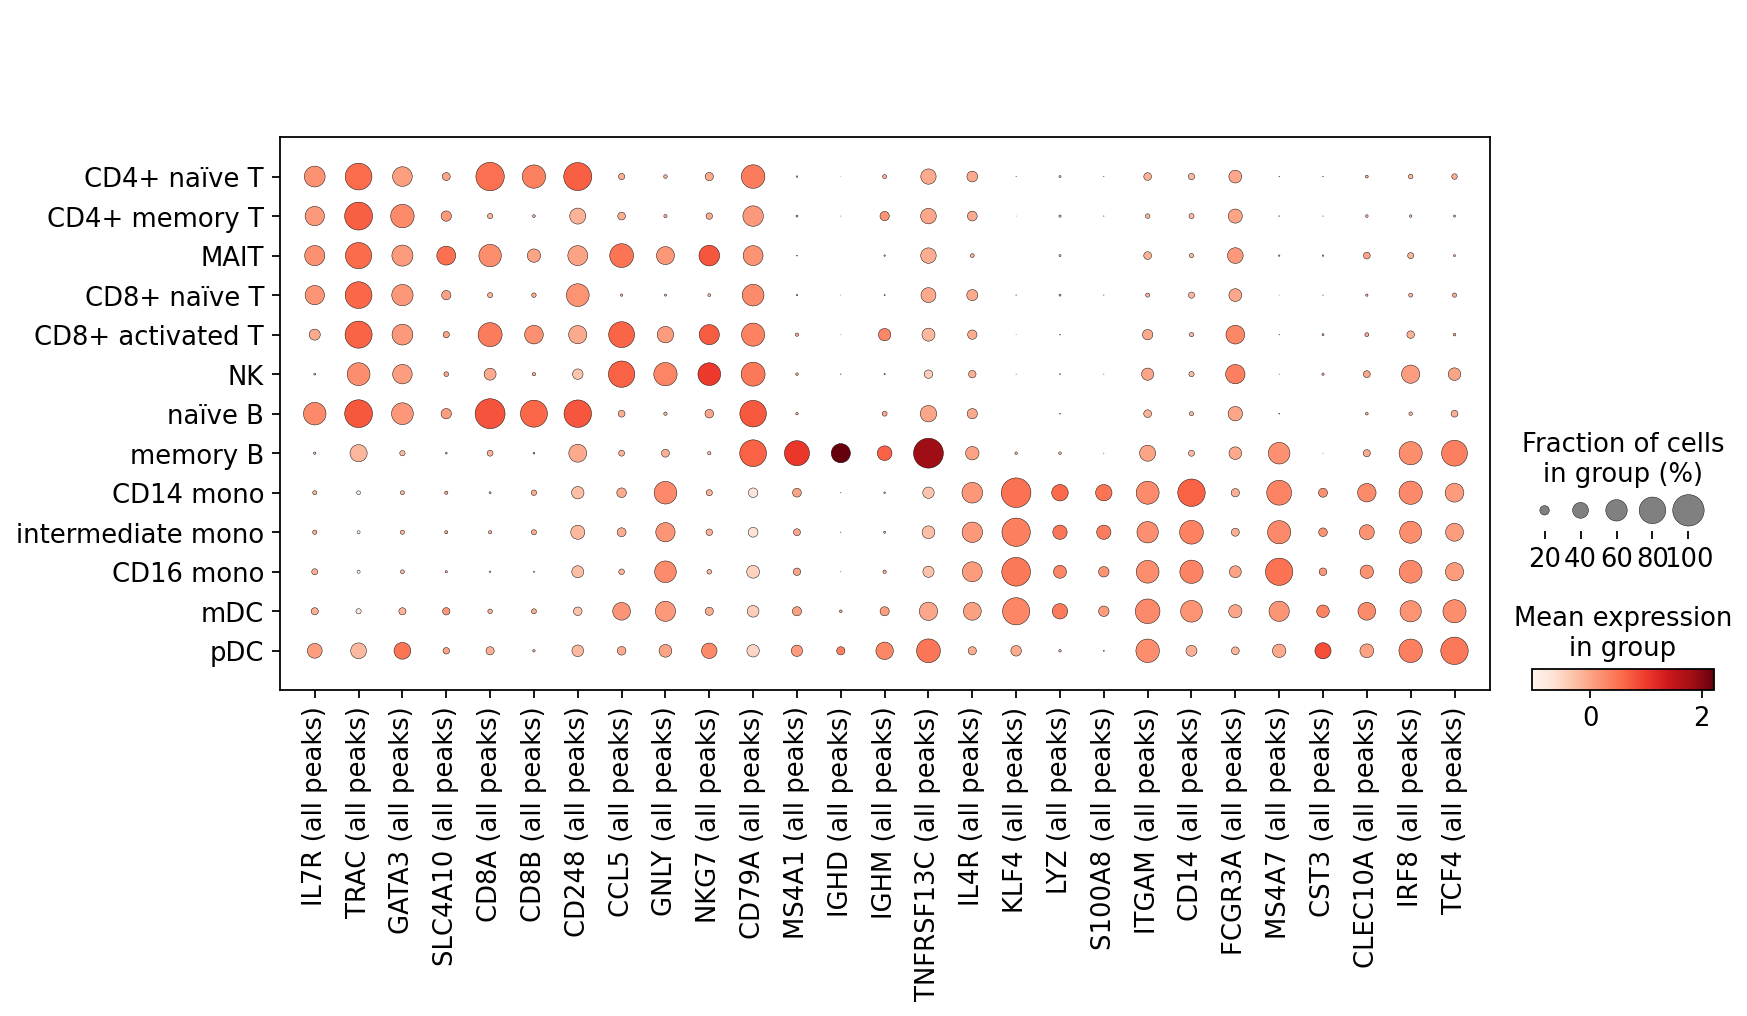 CD4+ naïve T
CD4+ memory T
MAIT
CD8+ naïve T
CD8+ activated T
NK
naïve B
memory B
CD14 mono
intermediate mono
CD16 mono
mDC
pDC
IL7R (all peaks)
TRAC (all peaks)
GATA3 (all peaks)
SLC4A10 (all peaks)
CD8A (all peaks)
CD8B (all peaks)
CD248 (all peaks)
CCL5 (all peaks)
GNLY (all peaks)
NKG7 (all peaks)
CD79A (all peaks)
MS4A1 (all peaks)
IGHD (all peaks)
IGHM (all peaks)
TNFRSF13C (all peaks)
IL4R (all peaks)
KLF4 (all peaks)
LYZ (all peaks)
S100A8 (all peaks)
ITGAM (all peaks)
CD14 (all peaks)
FCGR3A (all peaks)
MS4A7 (all peaks)
CST3 (all peaks)
CLEC10A (all peaks)
IRF8 (all peaks)
TCF4 (all peaks)
Fraction of cells
in group (%)
20 40 60 80 100
Mean expression
in group
0 2